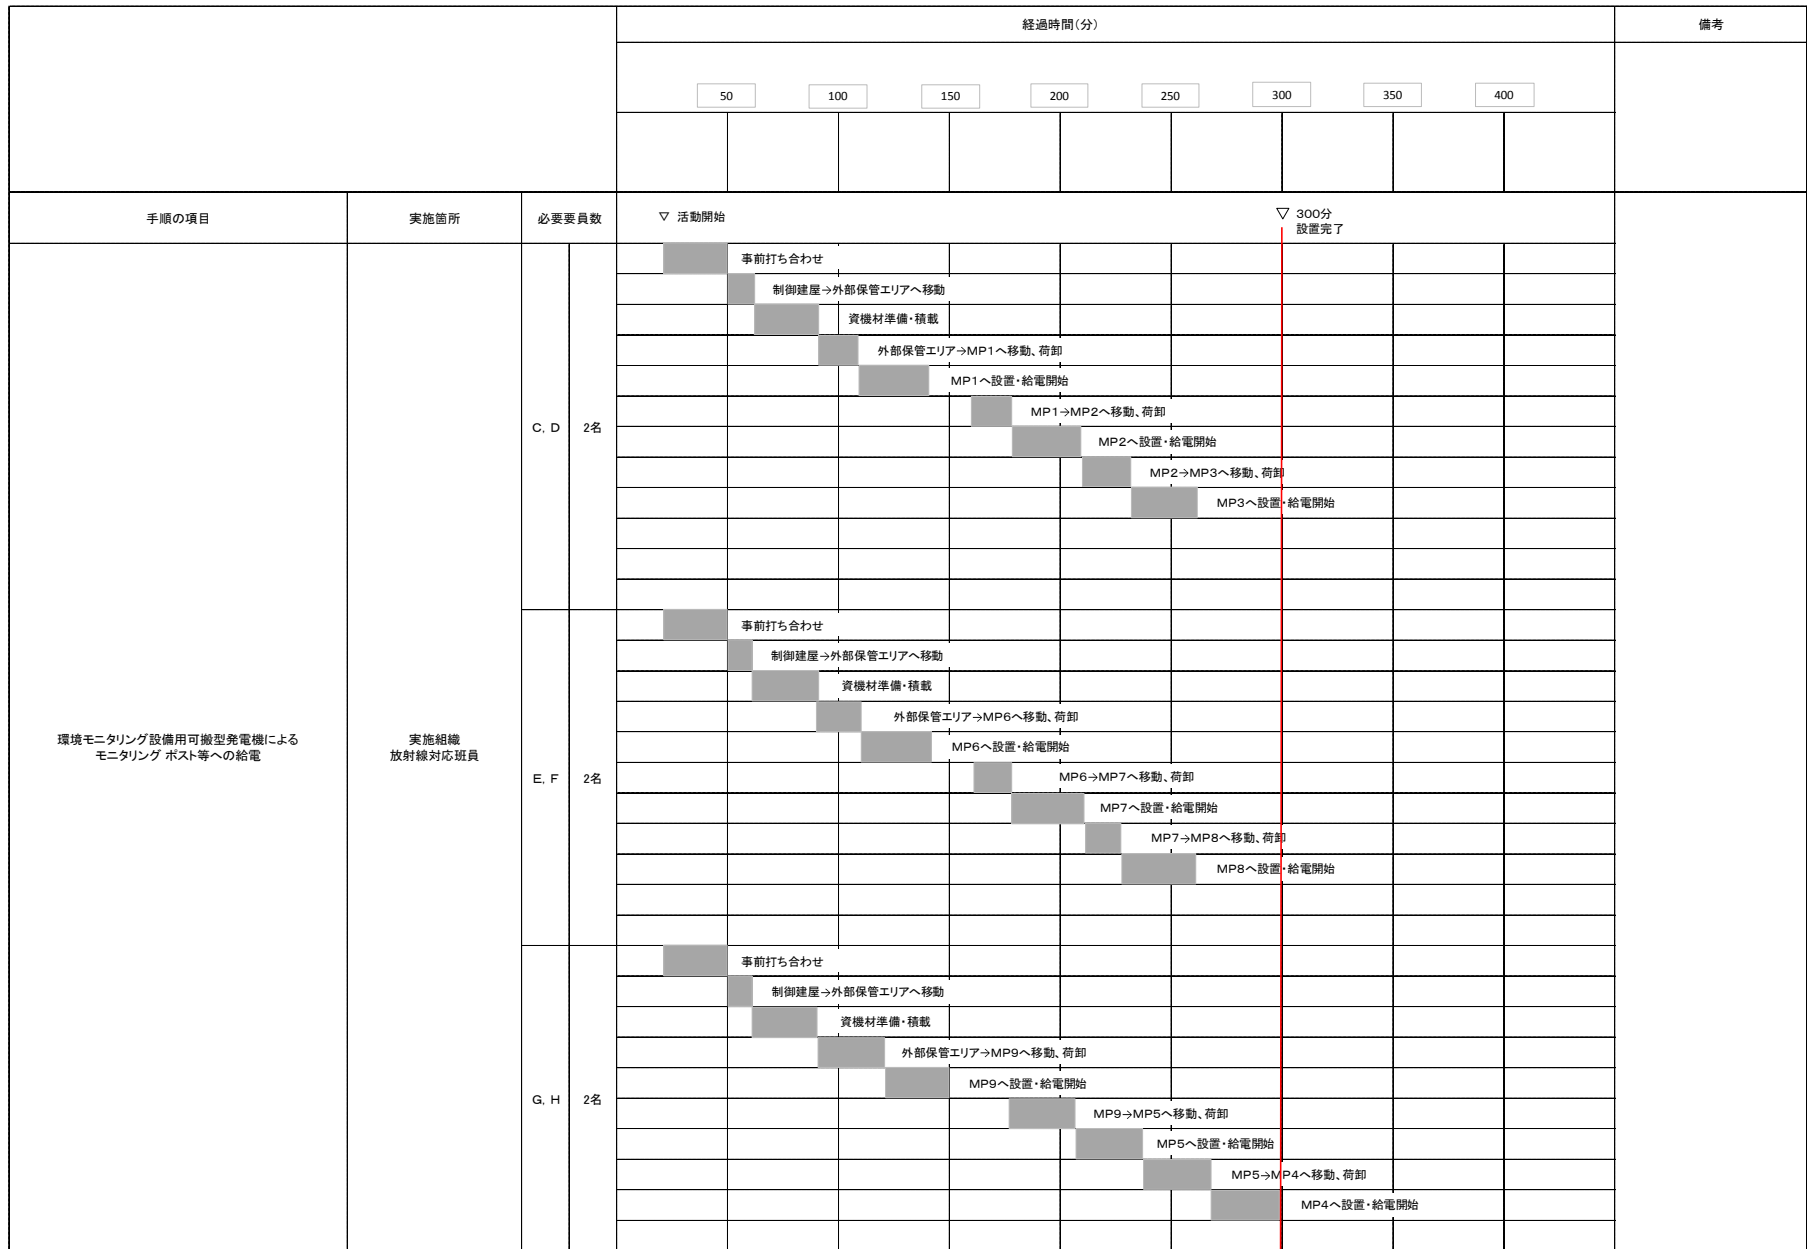 経過時間(分)
備考
50
100
150
200
250
300
350
400
手順の項目
実施箇所
必要要員数
▽ 活動開始
▽ 300分
設置完了
環境モニタリング設備用可搬型発電機による
モニタリング ポスト等への給電
実施組織
放射線対応班員
C, D
2名
事前打ち合わせ
制御建屋→外部保管エリアへ移動
資機材準備・積載
外部保管エリア→MP1へ移動、荷卸
MP1へ設置・給電開始
MP1→MP2へ移動、荷卸
MP2へ設置・給電開始
MP2→MP3へ移動、荷卸
MP3へ設置・給電開始
E, F
2名
事前打ち合わせ
制御建屋→外部保管エリアへ移動
資機材準備・積載
外部保管エリア→MP6へ移動、荷卸
MP6へ設置・給電開始
MP6→MP7へ移動、荷卸
MP7へ設置・給電開始
MP7→MP8へ移動、荷卸
MP8へ設置・給電開始
G, H
2名
事前打ち合わせ
制御建屋→外部保管エリアへ移動
資機材準備・積載
外部保管エリア→MP9へ移動、荷卸
MP9へ設置・給電開始
MP9→MP5へ移動、荷卸
MP5へ設置・給電開始
MP5→MP4へ移動、荷卸
MP4へ設置・給電開始